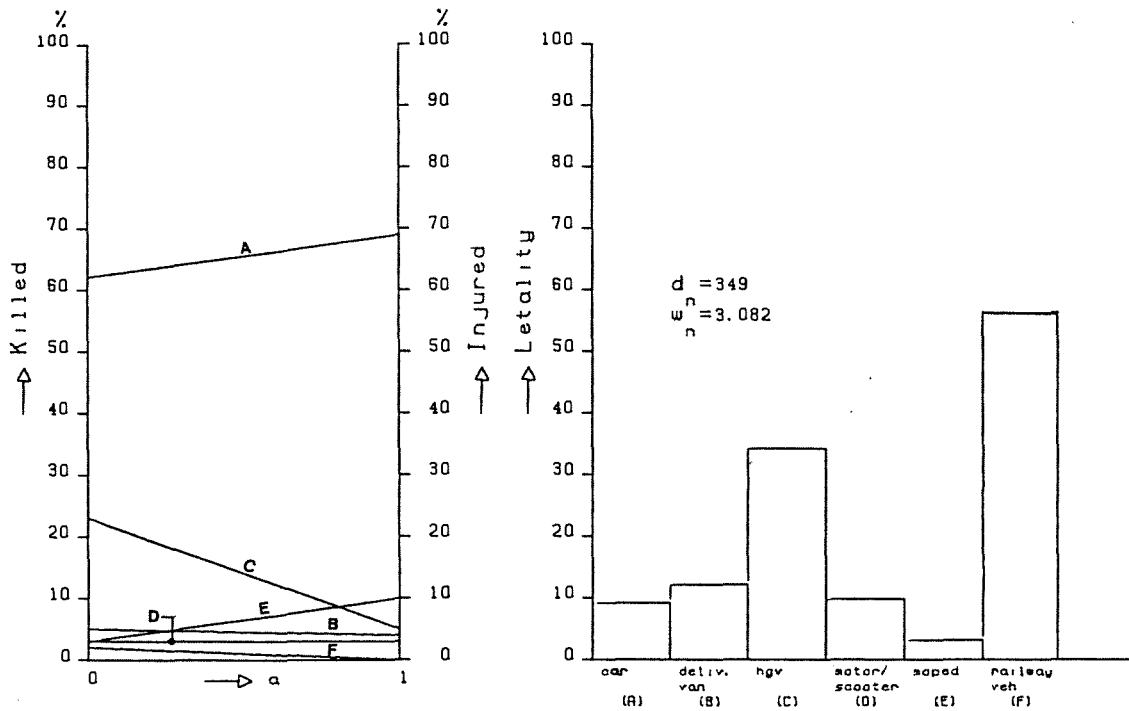 % % 
100 100 100
90 90 90
80 80 80
70 70 70
60 60 60
50 50 50
40 40 40
30 30 30
20 20 20
10 10 10
0 0 0
Killed
Injured
Letality
A
C
E
D
B
F
0 a 1
d n =349
w n =3.082
car deliv. van hgv motor/ scooter moped railway veh
(A) (B) (C) (D) (E) (F)